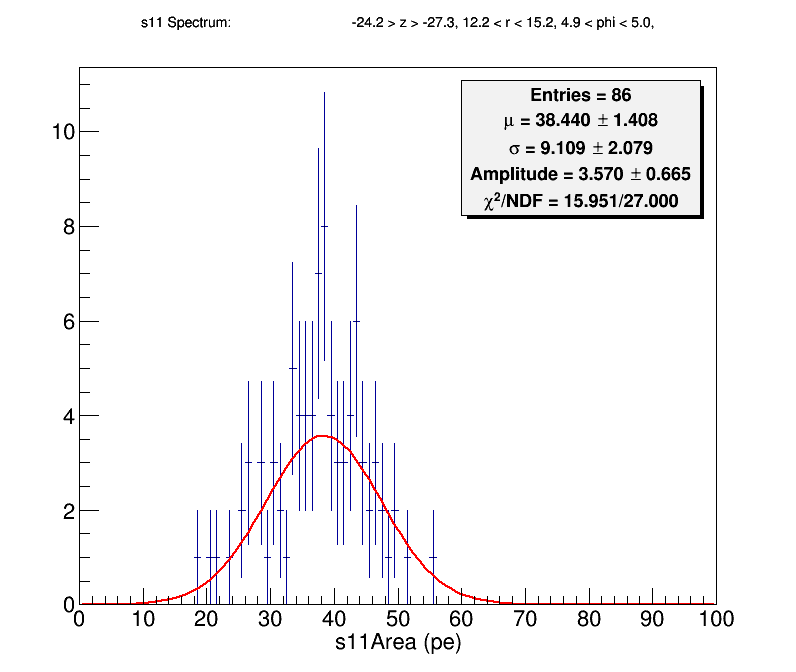 s11 Spectrum: -24.2 > z > -27.3, 12.2 < r < 15.2, 4.9 < phi < 5.0,
Entries = 86
μ = 38.440 ± 1.408
σ = 9.109 ± 2.079
Amplitude = 3.570 ± 0.665
χ²/NDF = 15.951/27.000
10
8
6
4
2
0
0 10 20 30 40 50 60 70 80 90 100
s11Area (pe)